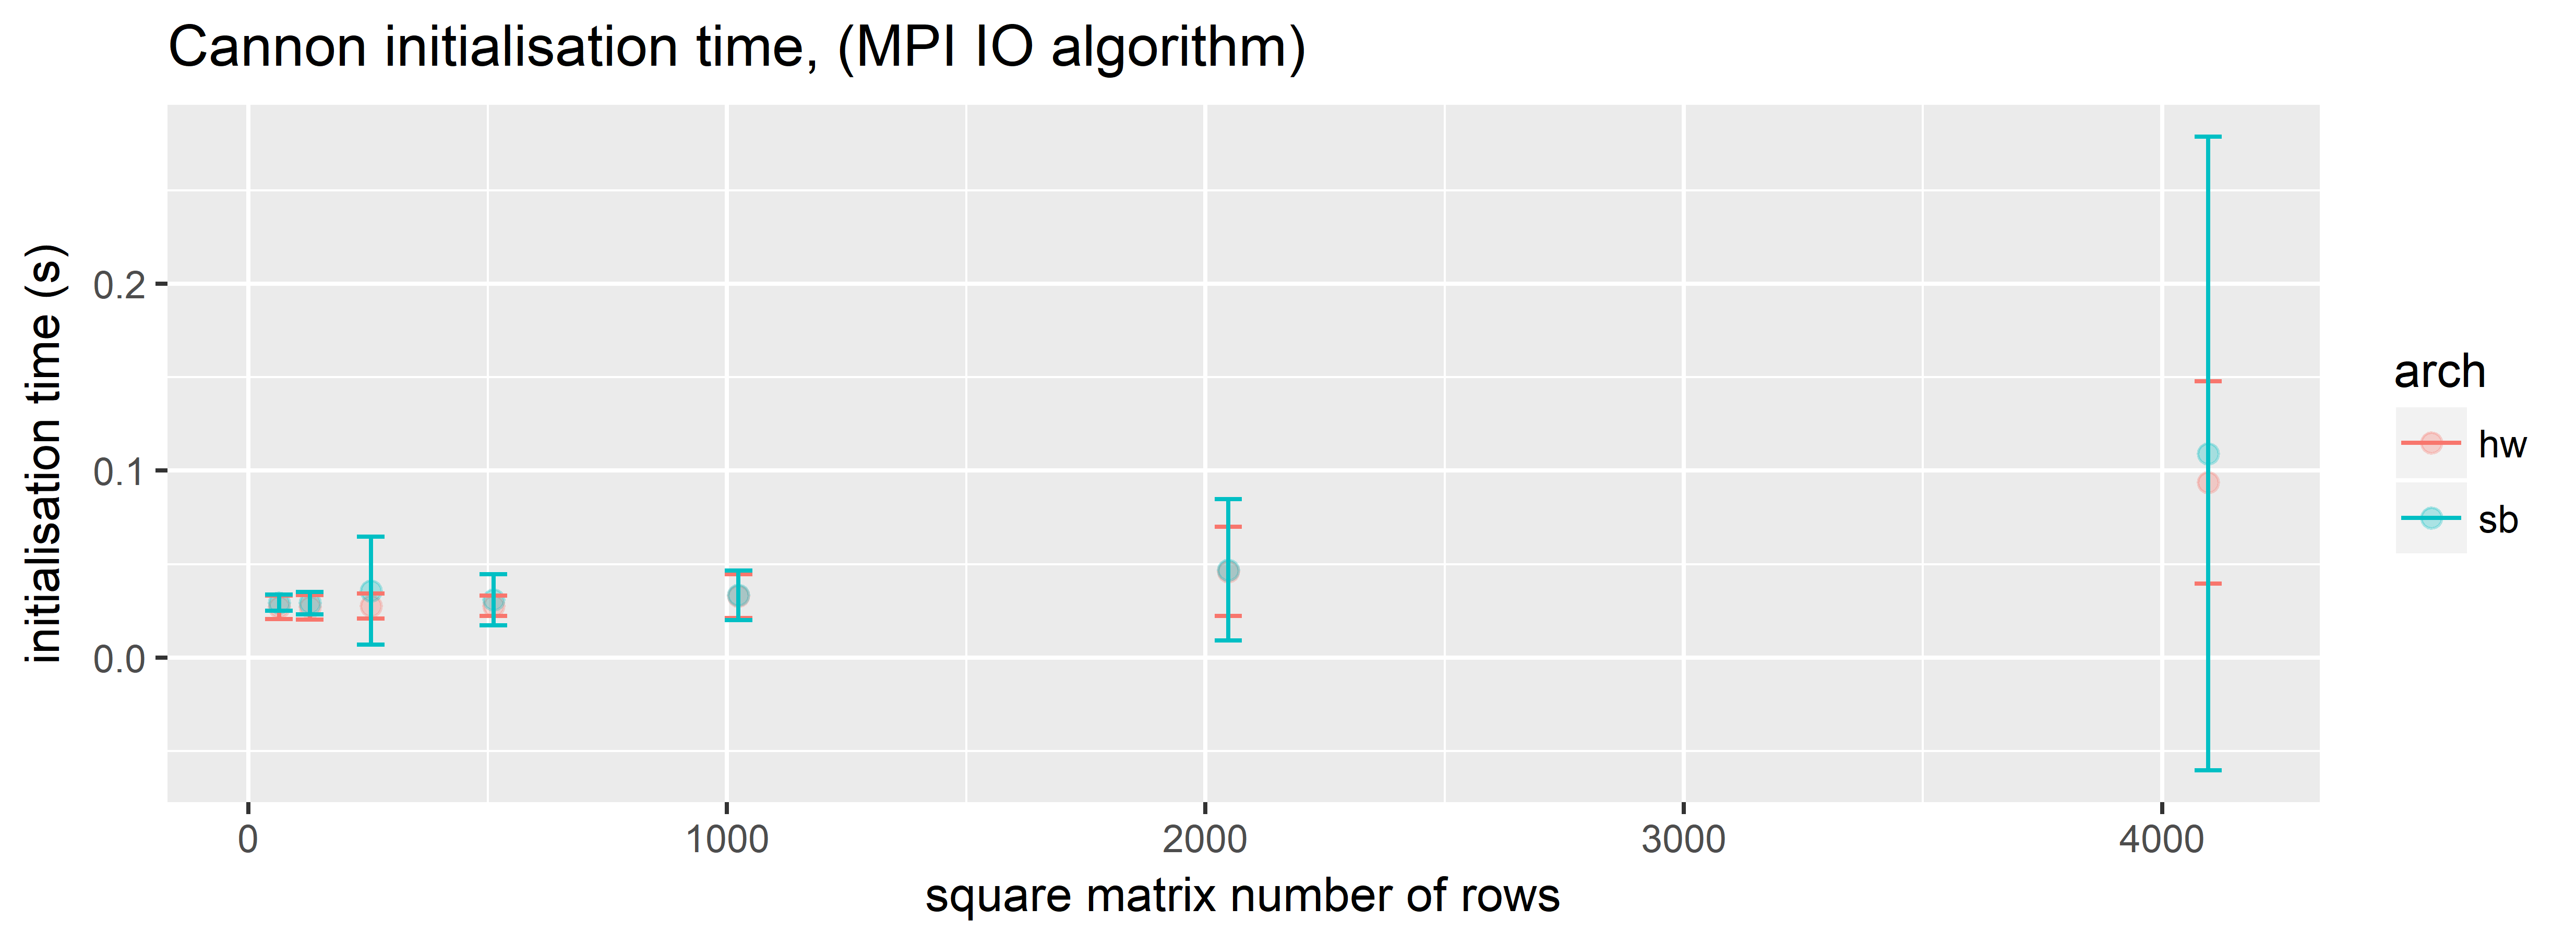 Cannon initialisation time, (MPI IO algorithm)
initialisation time (s)
0.2
0.1
0.0
0 1000 2000 3000 4000
square matrix number of rows
arch
hw
sb